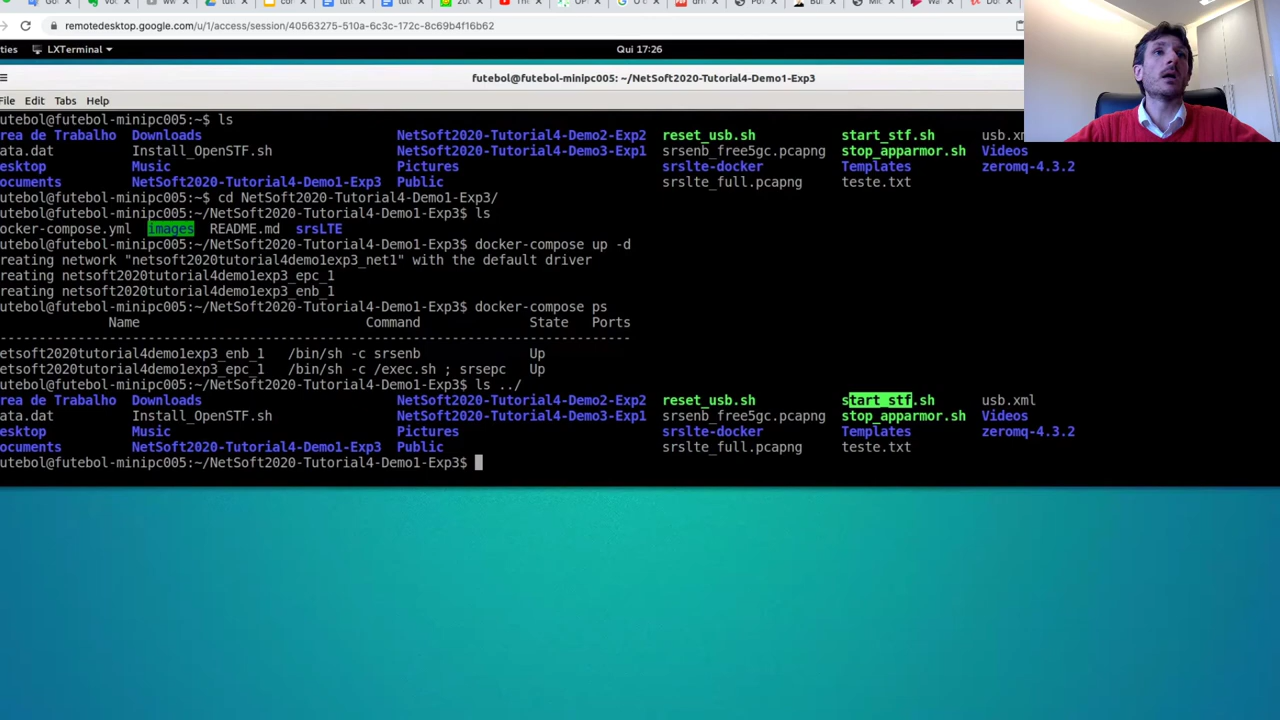 remotedesktop.google.com/u/1/access/session/40563275-510a-6c3c-172c-8c69b4f16b62
ties LXTerminal Qui 17:26
futebol@futebol-minipc005: ~/NetSoft2020-Tutorial4-Demo1-Exp3
File Edit Tabs Help
utebol@futebol-minipc005:~$ ls
rea de Trabalho Downloads NetSoft2020-Tutorial4-Demo2-Exp2 reset_usb.sh start_stf.sh usb.xm
ata.dat Install_OpenSTF.sh NetSoft2020-Tutorial4-Demo3-Exp1 srsenb_free5gc.pcapng stop_apparmor.sh Videos
esktop Music Pictures srslte-docker Templates zeromq-4.3.2
ocuments NetSoft2020-Tutorial4-Demo1-Exp3 Public srslte_full.pcapng teste.txt
utebol@futebol-minipc005:~$ cd NetSoft2020-Tutorial4-Demo1-Exp3/
utebol@futebol-minipc005:~/NetSoft2020-Tutorial4-Demo1-Exp3$ ls
ocker-compose.yml images README.md srsLTE
utebol@futebol-minipc005:~/NetSoft2020-Tutorial4-Demo1-Exp3$ docker-compose up -d
reating network "netsoft2020tutorial4demo1exp3_net1" with the default driver
reating netsoft2020tutorial4demo1exp3_epc_1
reating netsoft2020tutorial4demo1exp3_enb_1
utebol@futebol-minipc005:~/NetSoft2020-Tutorial4-Demo1-Exp3$ docker-compose ps
Name Command State Ports
--------------------------------------------------------------------------------
etsoft2020tutorial4demo1exp3_enb_1 /bin/sh -c srsenb Up
etsoft2020tutorial4demo1exp3_epc_1 /bin/sh -c /exec.sh ; srsepc Up
utebol@futebol-minipc005:~/NetSoft2020-Tutorial4-Demo1-Exp3$ ls ../
rea de Trabalho Downloads NetSoft2020-Tutorial4-Demo2-Exp2 reset_usb.sh start_stf.sh usb.xml
ata.dat Install_OpenSTF.sh NetSoft2020-Tutorial4-Demo3-Exp1 srsenb_free5gc.pcapng stop_apparmor.sh Videos
esktop Music Pictures srslte-docker Templates zeromq-4.3.2
ocuments NetSoft2020-Tutorial4-Demo1-Exp3 Public srslte_full.pcapng teste.txt
utebol@futebol-minipc005:~/NetSoft2020-Tutorial4-Demo1-Exp3$